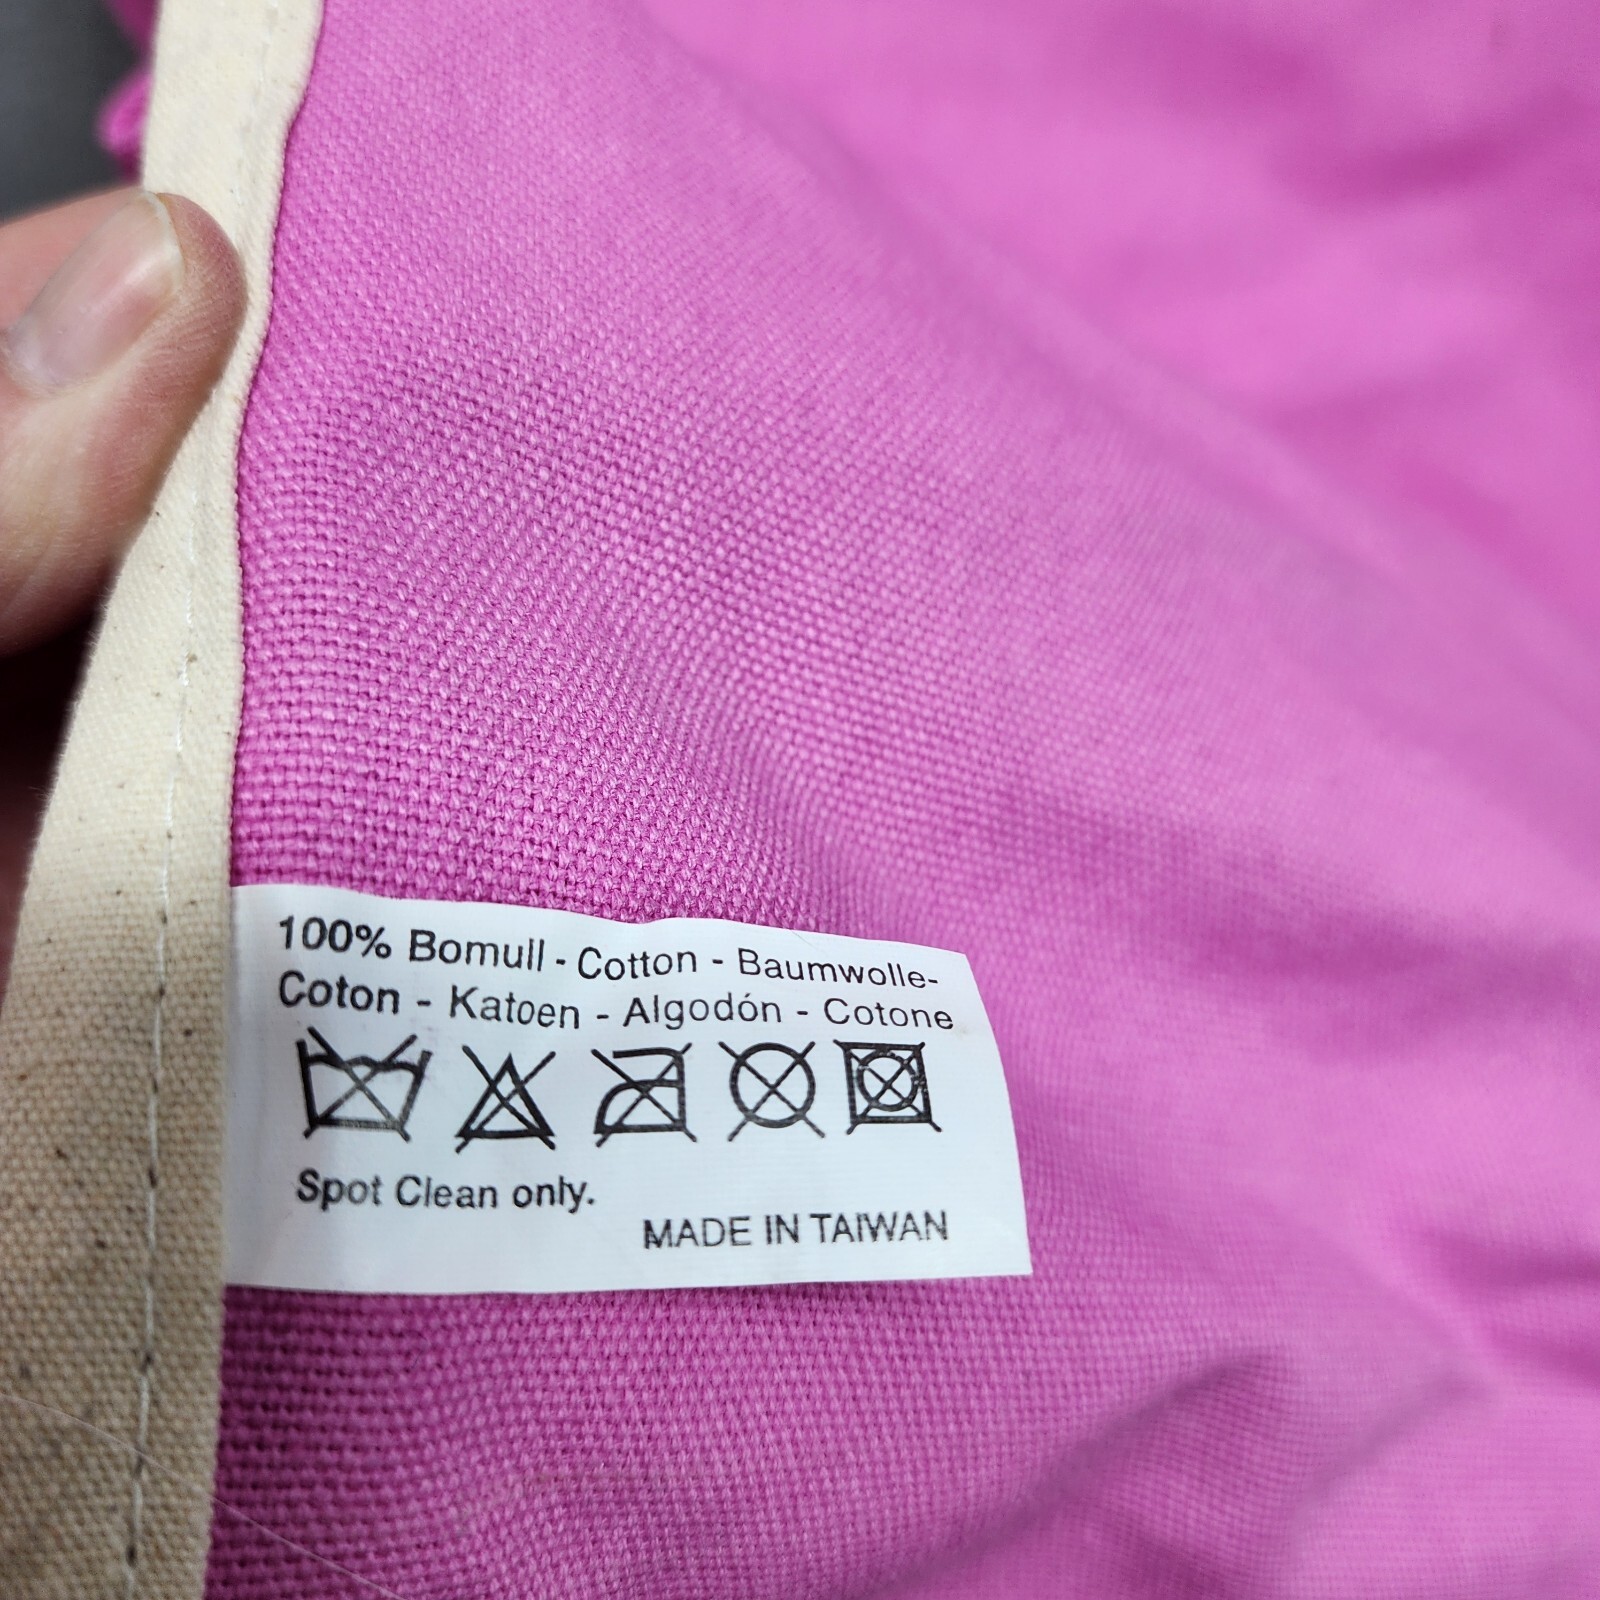 100% Bomull - Cotton - Baumwolle-
Coton - Katoen - Algodón - Cotone
Spot Clean only.
MADE IN TAIWAN